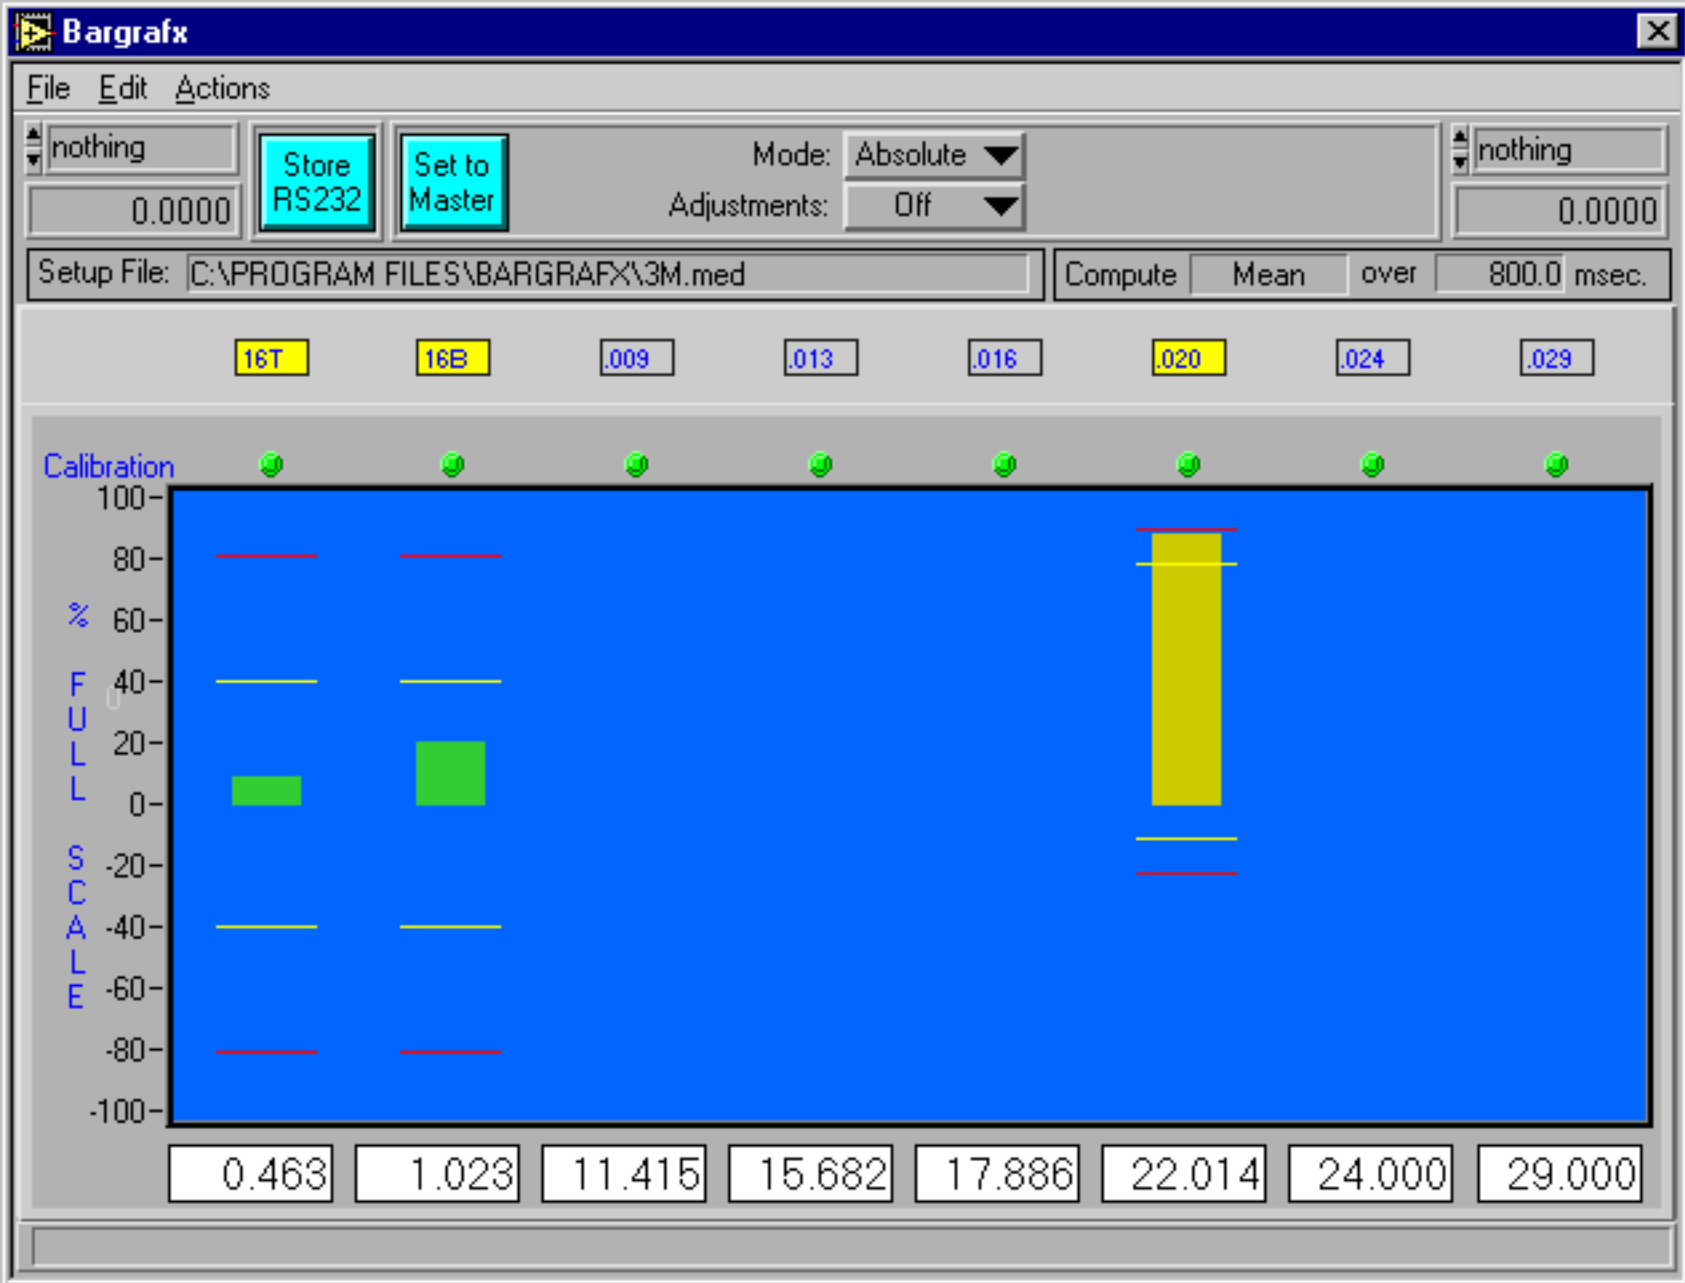 Bargrafx
File Edit Actions
nothing
0.0000
Store
RS232
Set to
Master
Mode: Absolute
Adjustments: Off
nothing
0.0000
Setup File: C:\PROGRAM FILES\BARGRAFX\3M.med
Compute Mean over 800.0 msec.
16T 16B .009 .013 .016 .020 .024 .029
Calibration
% FULL SCALE
100
80
60
40
0
20
0
-20
-40
-60
-80
-100
0.463 1.023 11.415 15.682 17.886 22.014 24.000 29.000